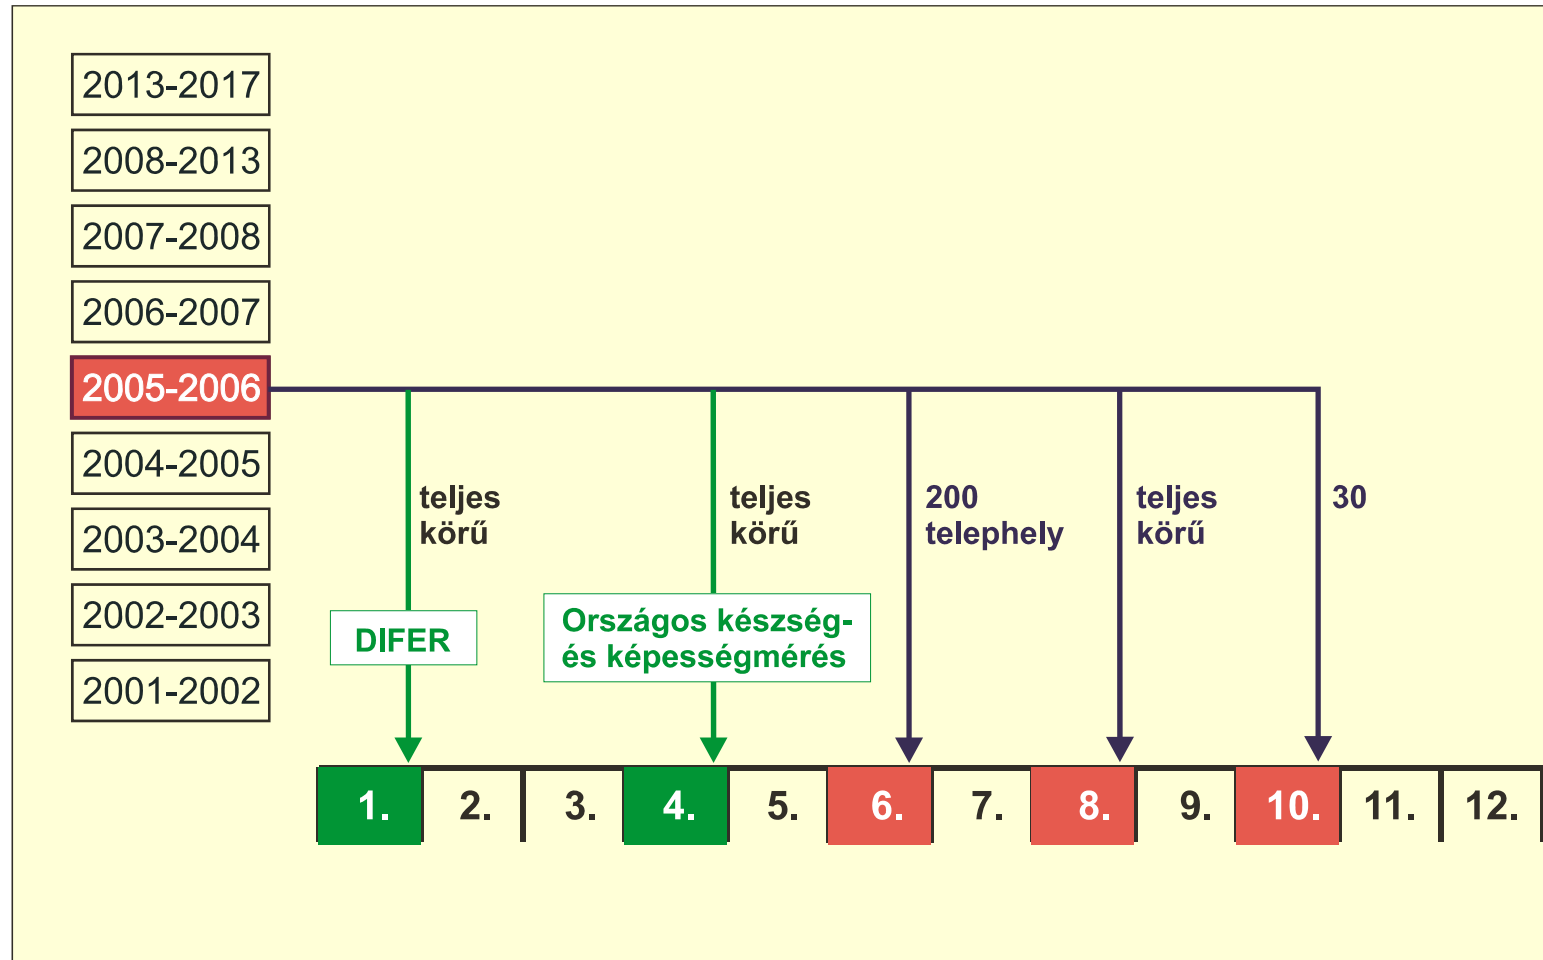 2013-2017
2008-2013
2007-2008
2006-2007
2005-2006
2004-2005
2003-2004
2002-2003
2001-2002
teljes
körű
teljes
körű
200
telephely
teljes
körű
30
DIFER
Országos készség-
és képességmérés
1. 2. 3. 4. 5. 6. 7. 8. 9. 10. 11. 12.